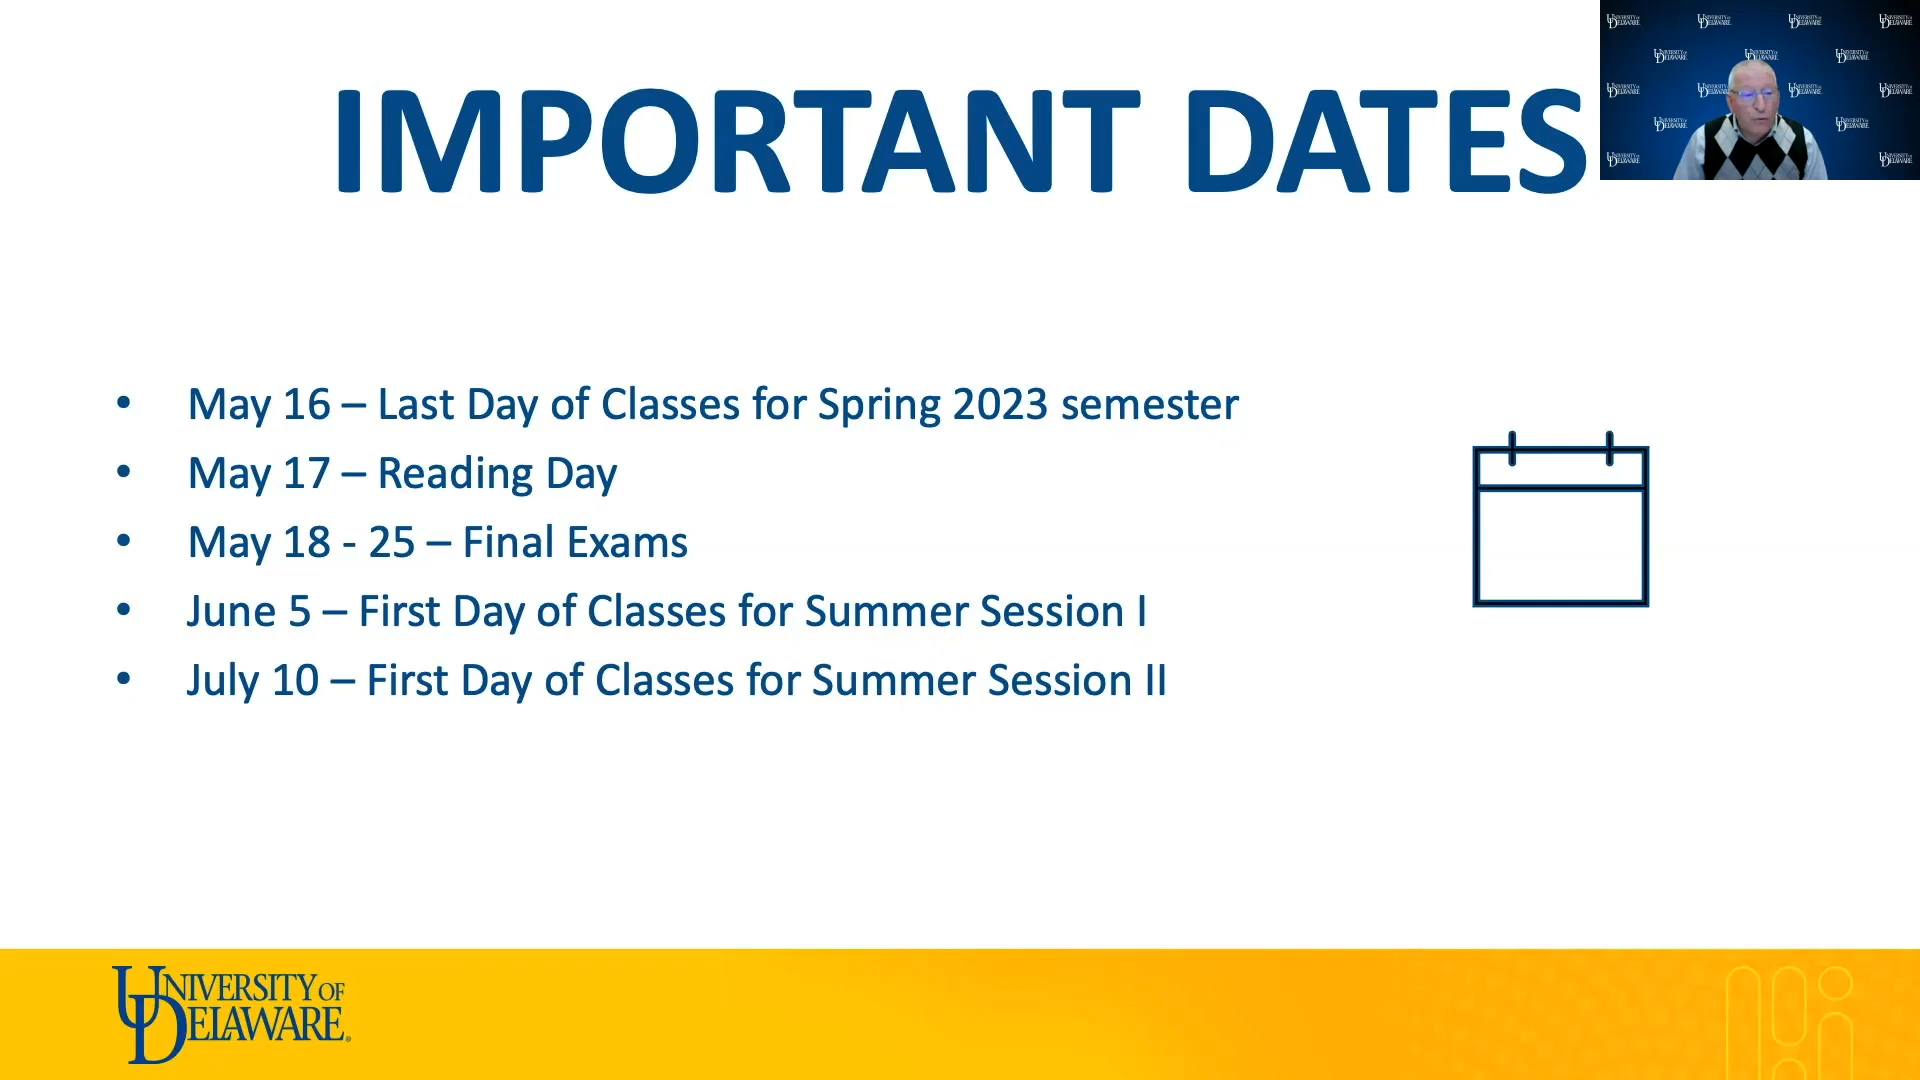 IMPORTANT DATES
• May 16 – Last Day of Classes for Spring 2023 semester
• May 17 – Reading Day
• May 18 - 25 – Final Exams
• June 5 – First Day of Classes for Summer Session I
• July 10 – First Day of Classes for Summer Session II
UNIVERSITY OF
DELAWARE®